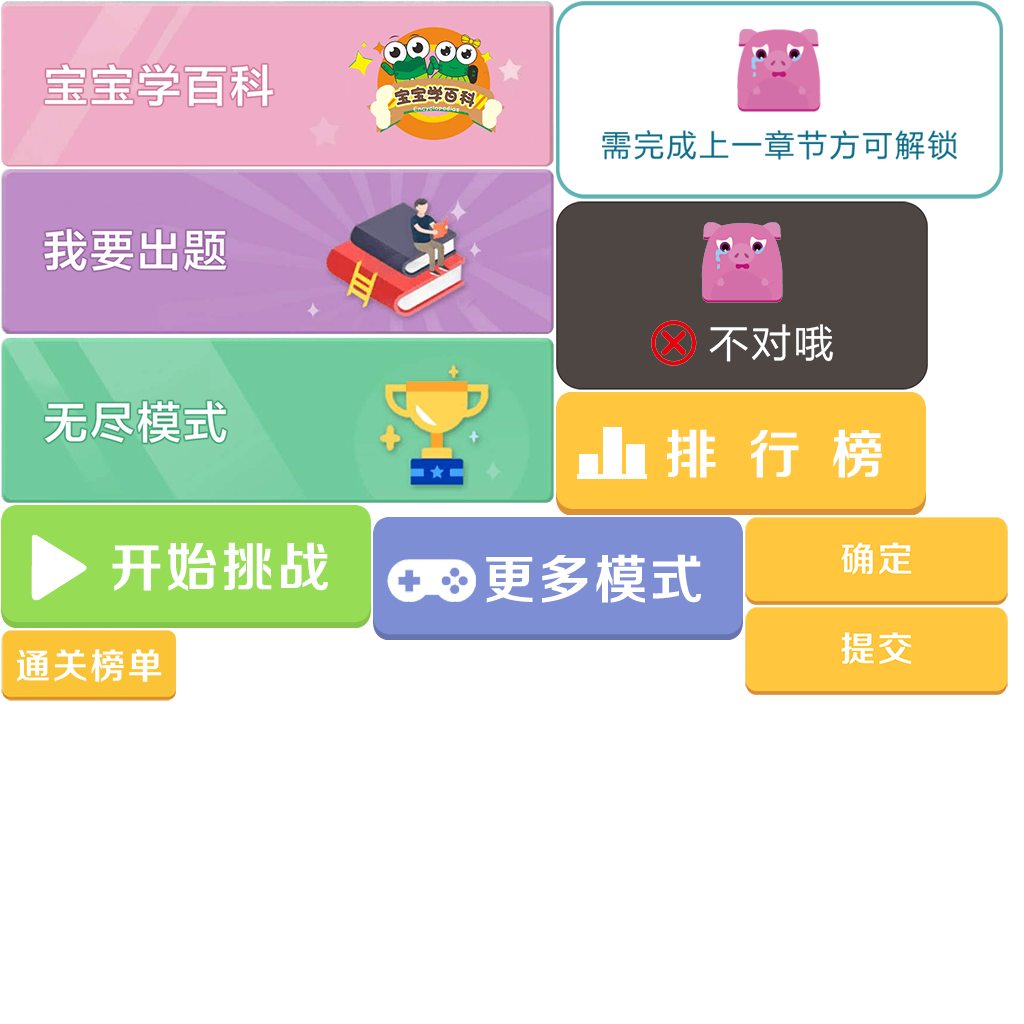 宝宝学百科
宝宝学百科
需完成上一章节方可解锁
我要出题
不对哦
无尽模式
排行榜
开始挑战
更多模式
确定
提交
通关榜单